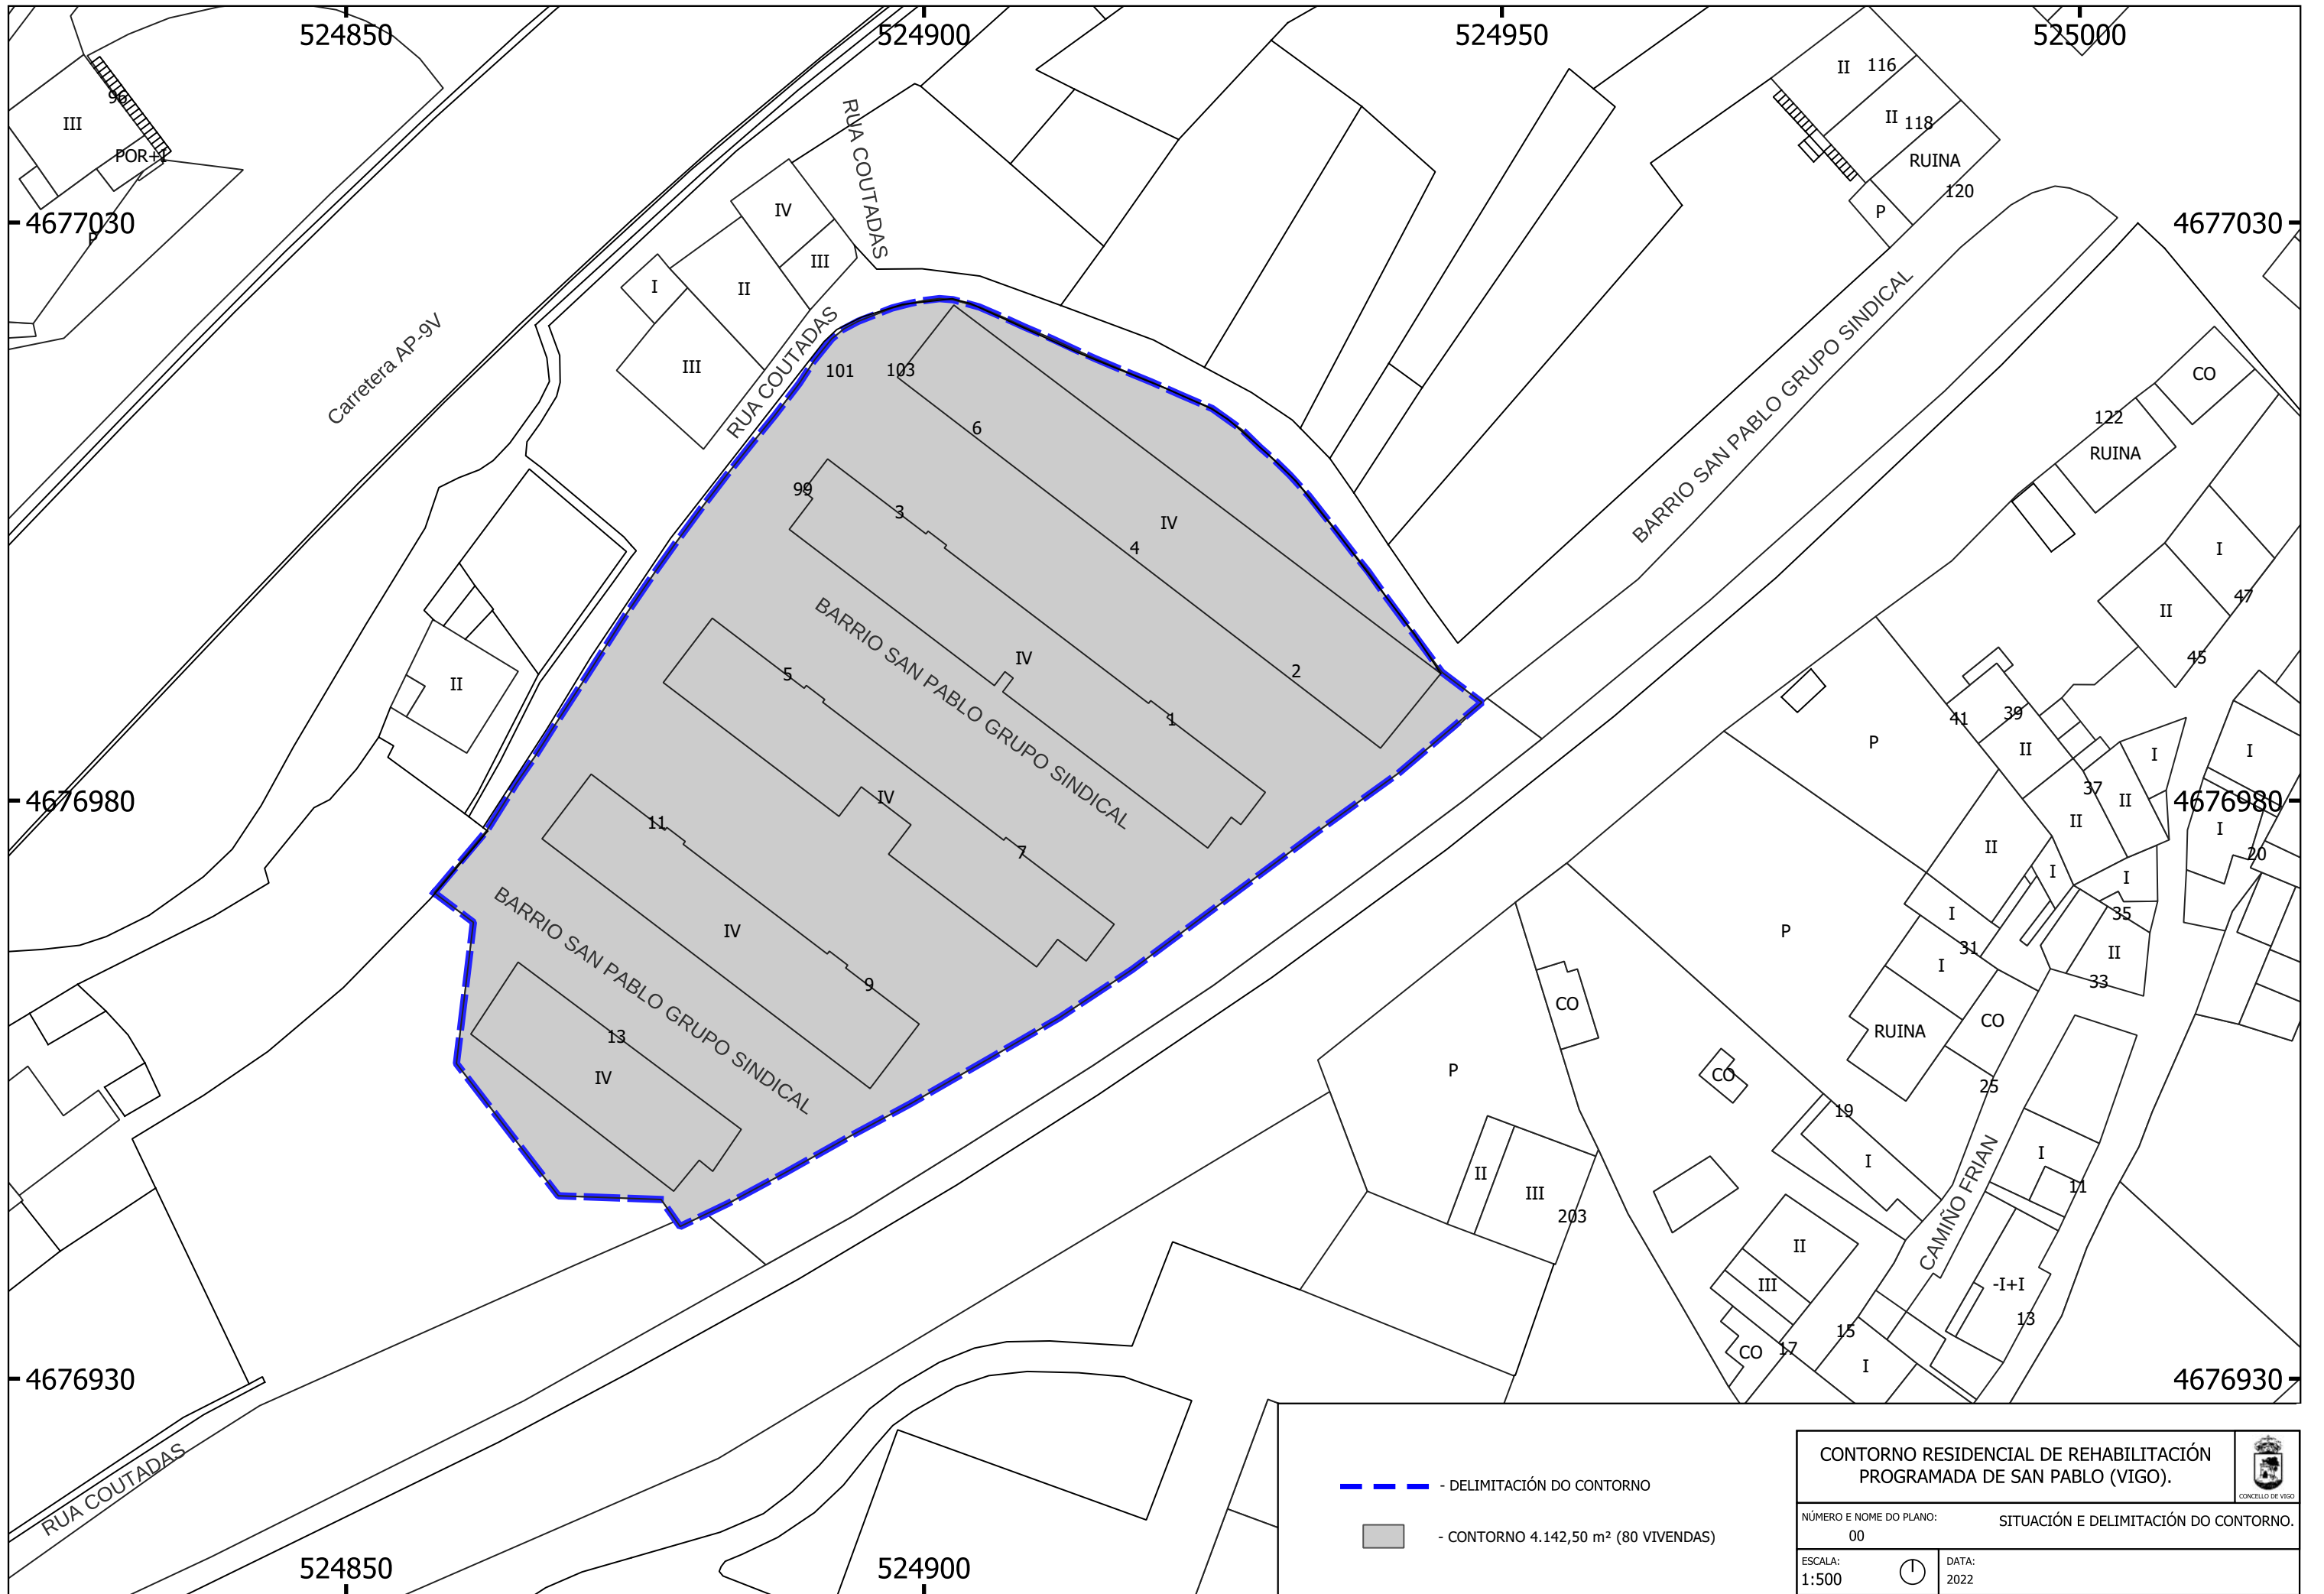 524850
524900
524950
525000
96
III
POR+I
P
4677030
4677030
RUA COUTADAS
IV
III
II
I
III
RUA COUTADAS
Carretera AP-9V
II
116
II
118
RUINA
120
P
BARRIO SAN PABLO GRUPO SINDICAL
CO
122
RUINA
I
47
II
45
101
103
6
IV
4
2
99
3
IV
1
BARRIO SAN PABLO GRUPO SINDICAL
5
IV
7
11
IV
9
BARRIO SAN PABLO GRUPO SINDICAL
13
IV
II
4676980
4676980
P
41
39
II
37
II
II
I
I
I
20
II
I
I
35
II
33
I
31
I
RUINA
CO
25
P
CO
CO
P
II
III
203
19
I
CAMIÑO FRIAN
I
11
-I+I
13
II
III
CO
17
15
I
4676930
4676930
RUA COUTADAS
524850
524900
- DELIMITACIÓN DO CONTORNO
- CONTORNO 4.142,50 m² (80 VIVENDAS)
CONTORNO RESIDENCIAL DE REHABILITACIÓN
PROGRAMADA DE SAN PABLO (VIGO).
CONCELLO DE VIGO
NÚMERO E NOME DO PLANO:
00
SITUACIÓN E DELIMITACIÓN DO CONTORNO.
ESCALA:
1:500
DATA:
2022